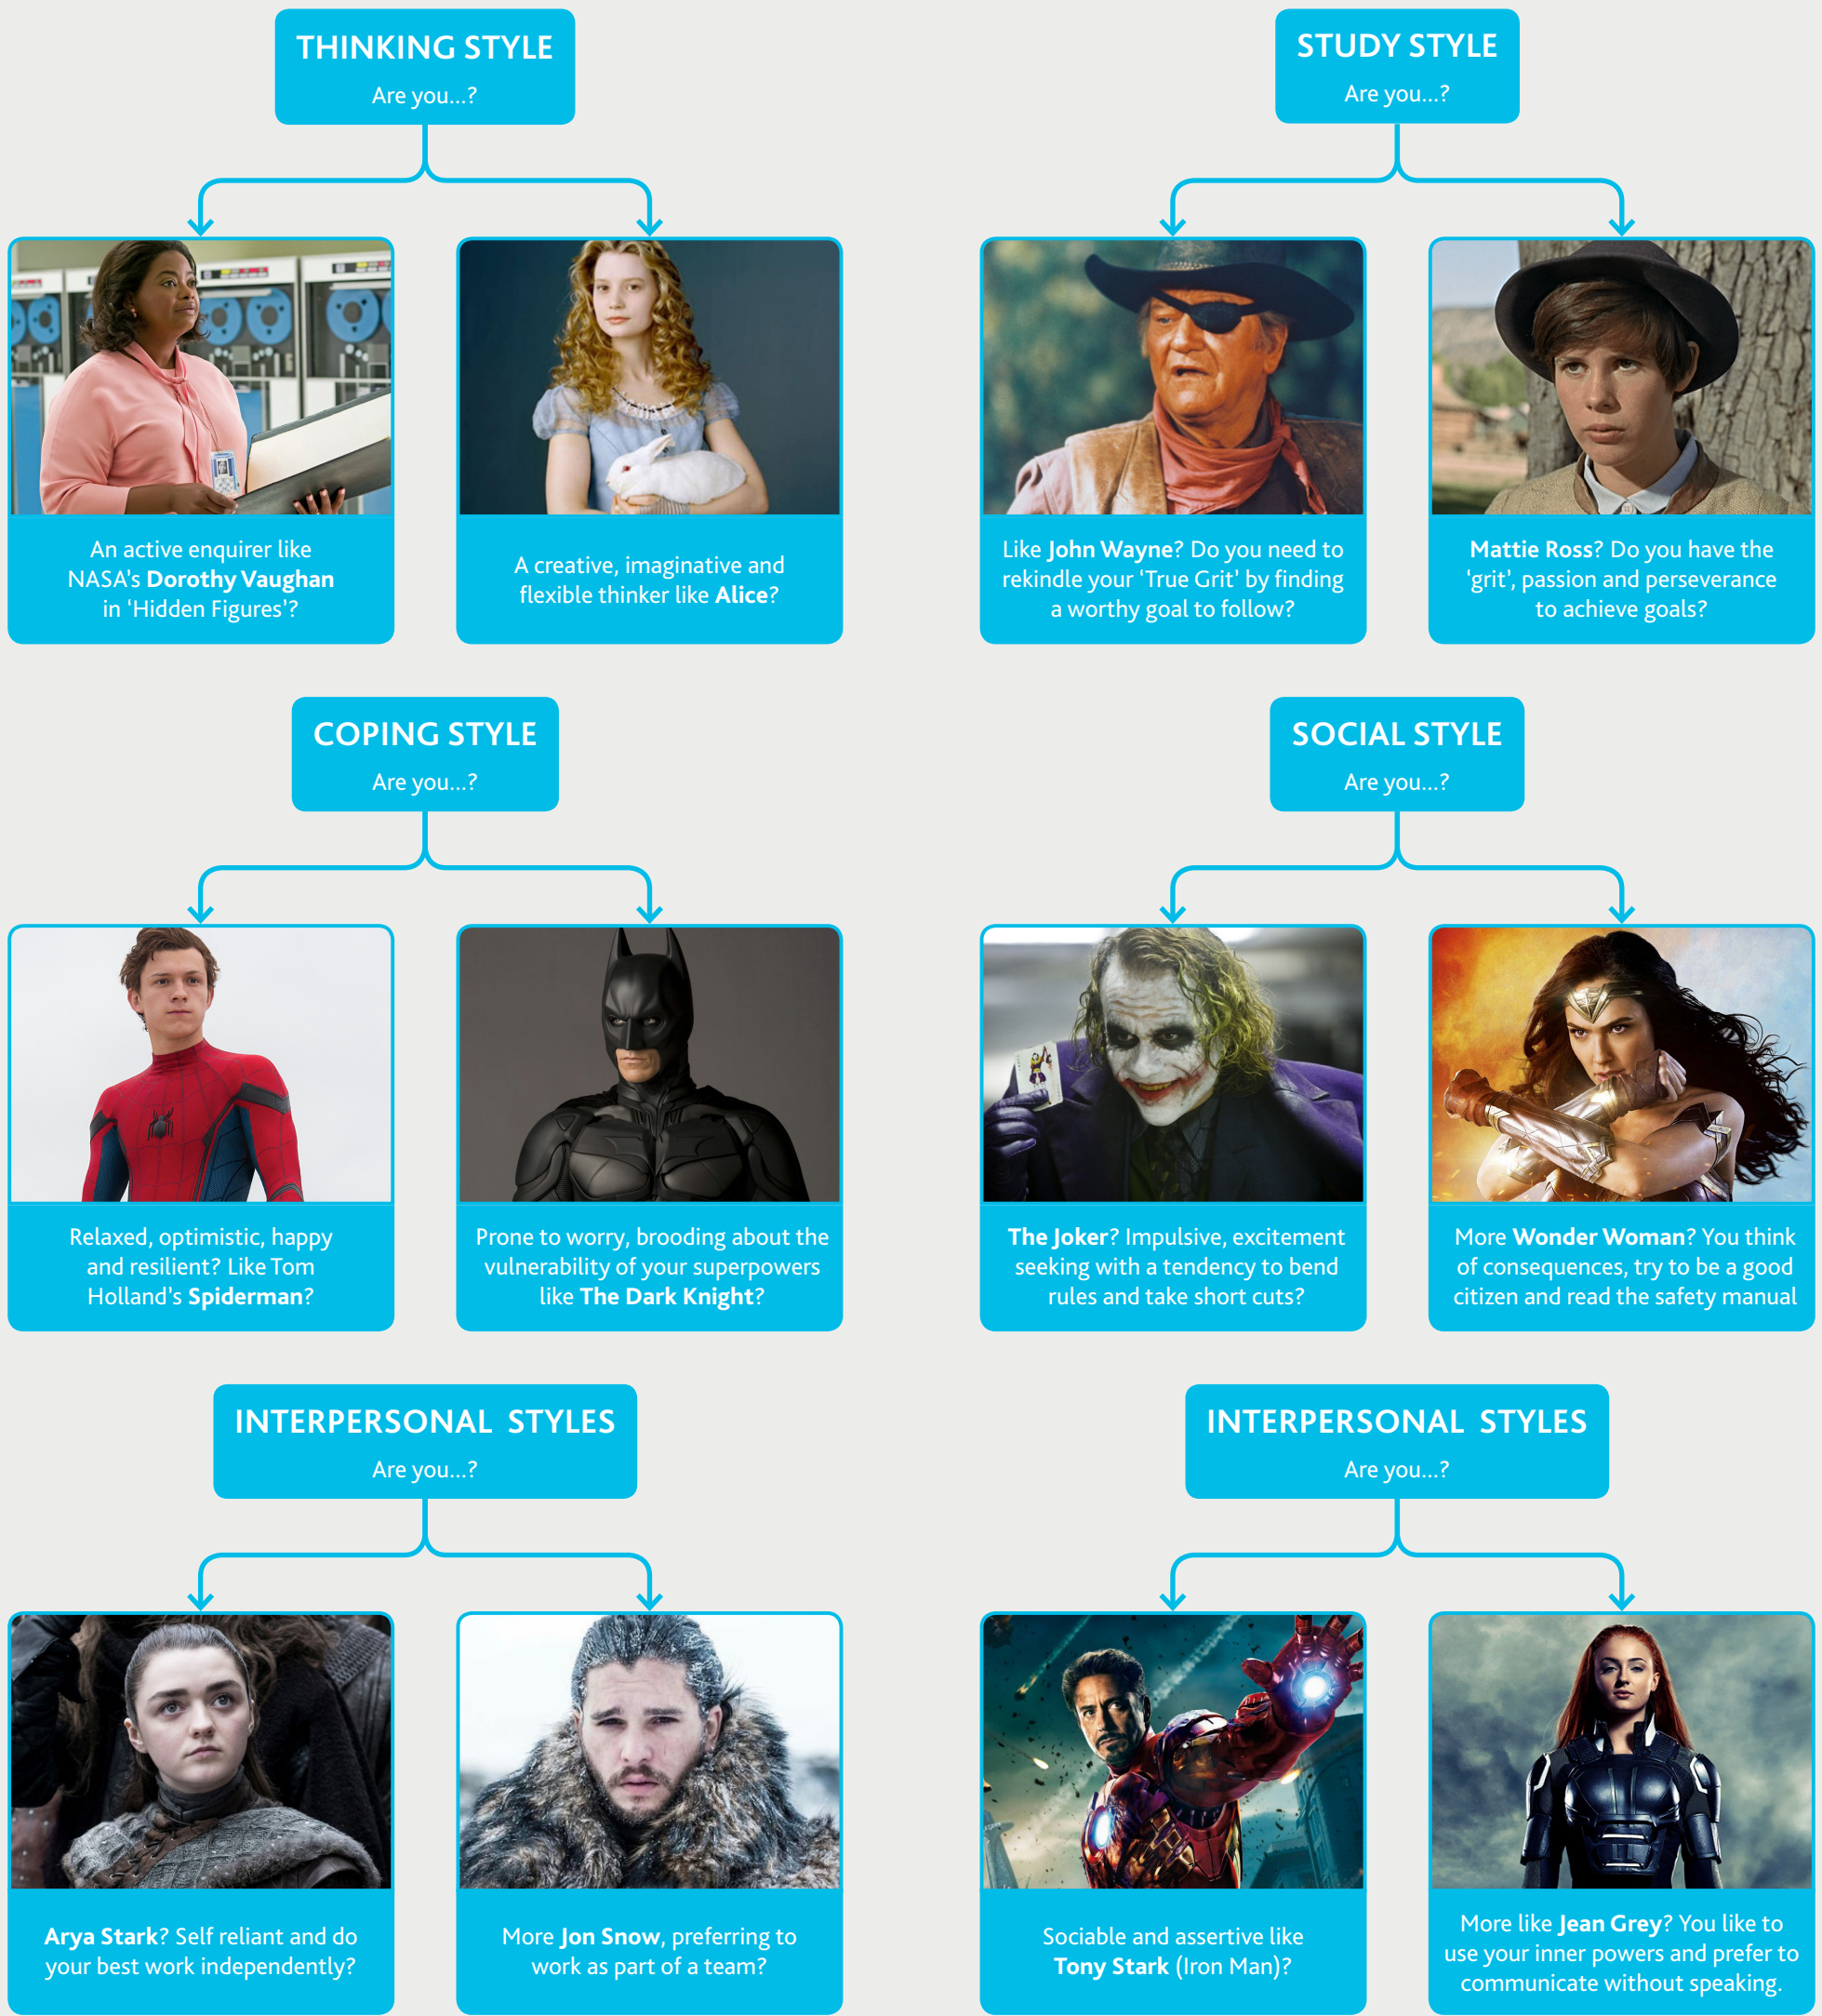 THINKING STYLE
Are you...?
An active enquirer like
NASA's Dorothy Vaughan
in 'Hidden Figures'?
A creative, imaginative and
flexible thinker like Alice?
STUDY STYLE
Are you...?
Like John Wayne? Do you need to
rekindle your 'True Grit' by finding
a worthy goal to follow?
Mattie Ross? Do you have the
'grit', passion and perseverance
to achieve goals?
COPING STYLE
Are you...?
Relaxed, optimistic, happy
and resilient? Like Tom
Holland's Spiderman?
Prone to worry, brooding about the
vulnerability of your superpowers
like The Dark Knight?
SOCIAL STYLE
Are you...?
The Joker? Impulsive, excitement
seeking with a tendency to bend
rules and take short cuts?
More Wonder Woman? You think
of consequences, try to be a good
citizen and read the safety manual
INTERPERSONAL STYLES
Are you...?
Arya Stark? Self reliant and do
your best work independently?
More Jon Snow, preferring to
work as part of a team?
INTERPERSONAL STYLES
Are you...?
Sociable and assertive like
Tony Stark (Iron Man)?
More like Jean Grey? You like to
use your inner powers and prefer to
communicate without speaking.